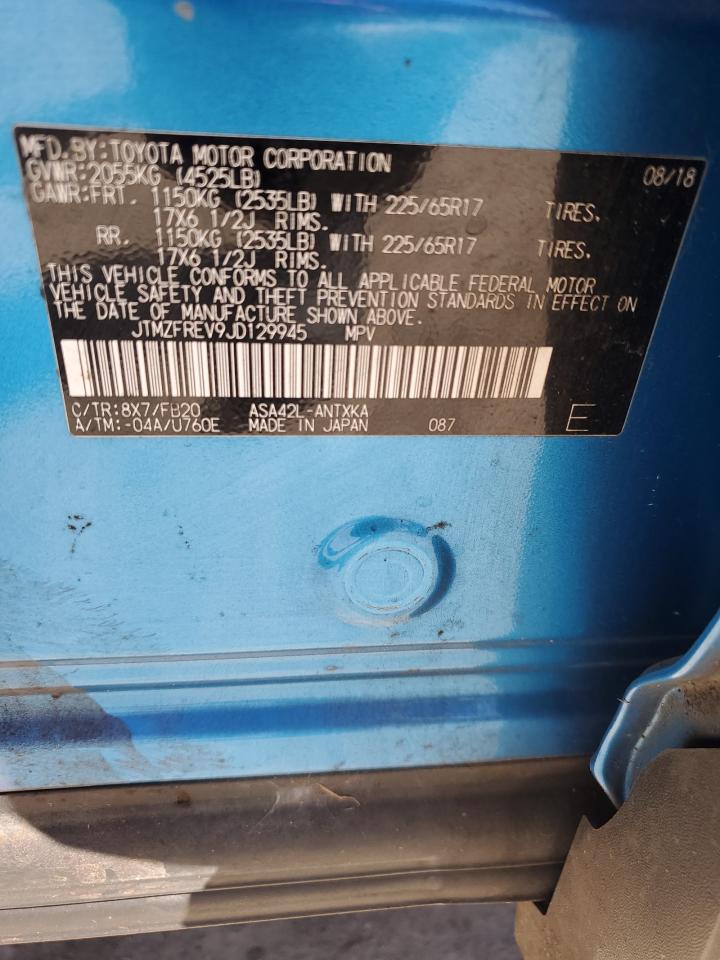 MFD. BY: TOYOTA MOTOR CORPORATION 08/18
GVWR: 2055KG (4525LB)
GAWR: FRT. 1150KG (2535LB) WITH 225/65R17 TIRES.
17X6 1/2J RIMS.
RR. 1150KG (2535LB) WITH 225/65R17 TIRES.
17X6 1/2J RIMS.
THIS VEHICLE CONFORMS TO ALL APPLICABLE FEDERAL MOTOR
VEHICLE SAFETY AND THEFT PREVENTION STANDARDS IN EFFECT ON
THE DATE OF MANUFACTURE SHOWN ABOVE.
JTMZFREV9JD129945 MPV
C/TR: 8X7/FB20 ASA42L-ANTXKA
A/TM: -04A/U760E MADE IN JAPAN 087 E